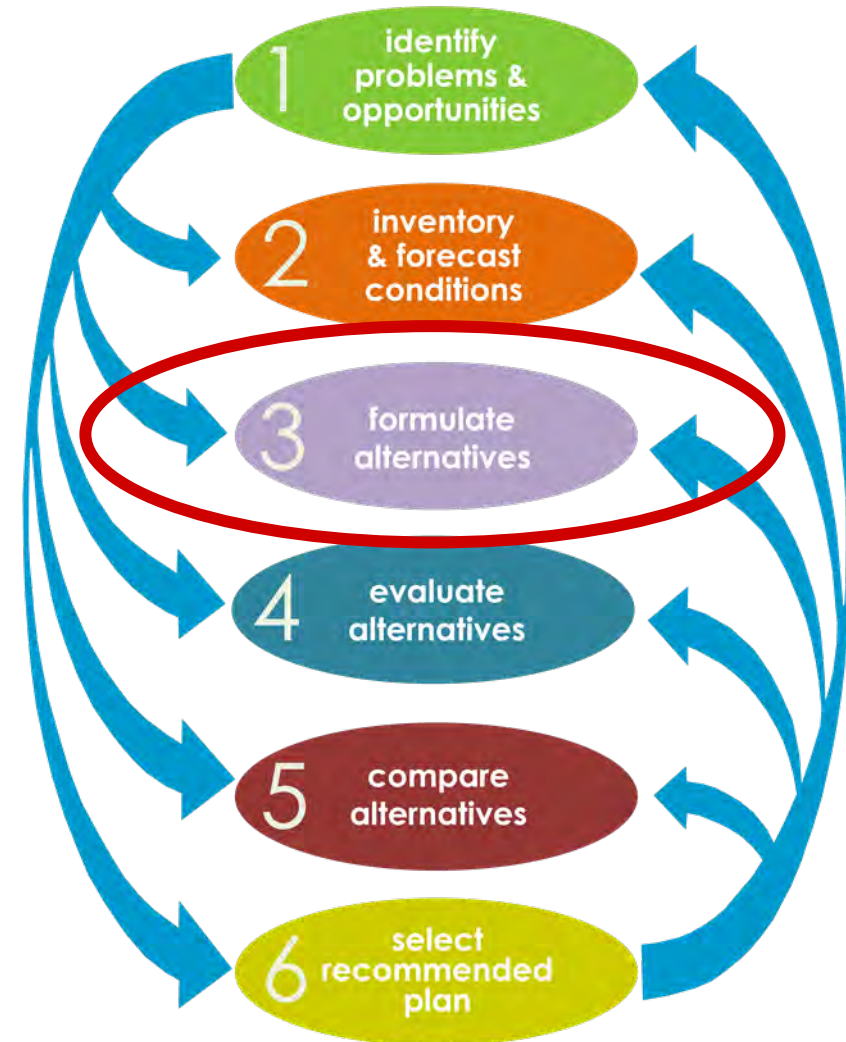 1
identify
problems &
opportunities
2
inventory
& forecast
conditions
3
formulate
alternatives
4
evaluate
alternatives
5
compare
alternatives
6
select
recommended
plan